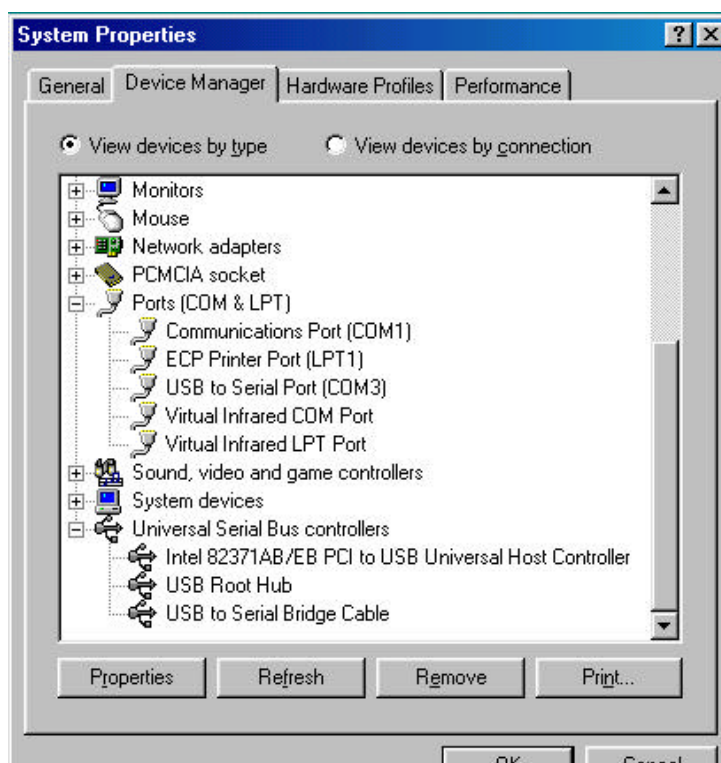 System Properties
General Device Manager Hardware Profiles Performance
View devices by type View devices by connection
Monitors
Mouse
Network adapters
PCMCIA socket
Ports (COM & LPT)
Communications Port (COM1)
ECP Printer Port (LPT1)
USB to Serial Port (COM3)
Virtual Infrared COM Port
Virtual Infrared LPT Port
Sound, video and game controllers
System devices
Universal Serial Bus controllers
Intel 82371AB/EB PCI to USB Universal Host Controller
USB Root Hub
USB to Serial Bridge Cable
Properties Refresh Remove Print...
OK Cancel